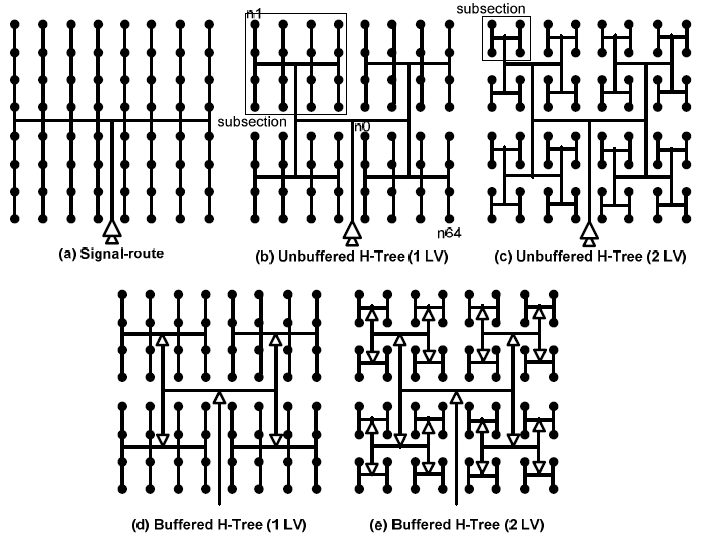 n1
subsection
subsection
n0
n64
(a) Signal-route
(b) Unbuffered H-Tree (1 LV)
(c) Unbuffered H-Tree (2 LV)
(d) Buffered H-Tree (1 LV)
(e) Buffered H-Tree (2 LV)